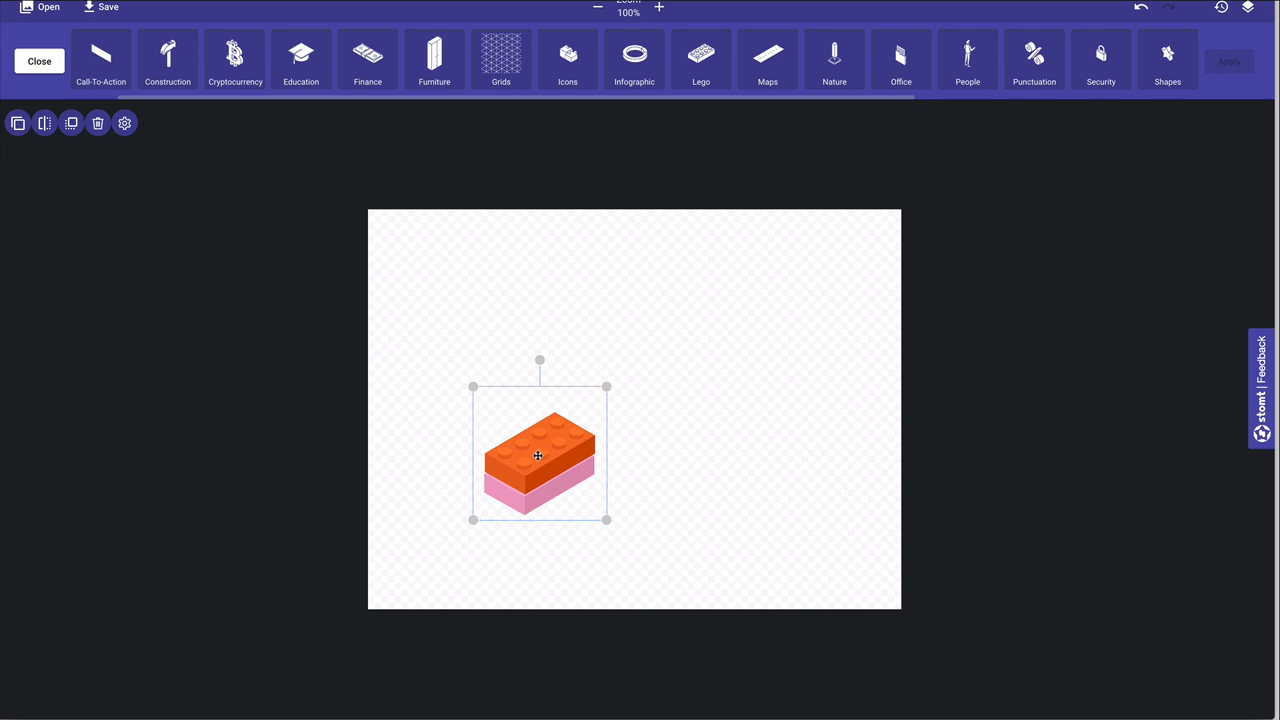 Open
Save
Zoom
100%
Close
Call-To-Action
Construction
Cryptocurrency
Education
Finance
Furniture
Grids
Icons
Infographic
Lego
Maps
Nature
Office
People
Punctuation
Security
Shapes
Apply
stomt | Feedback